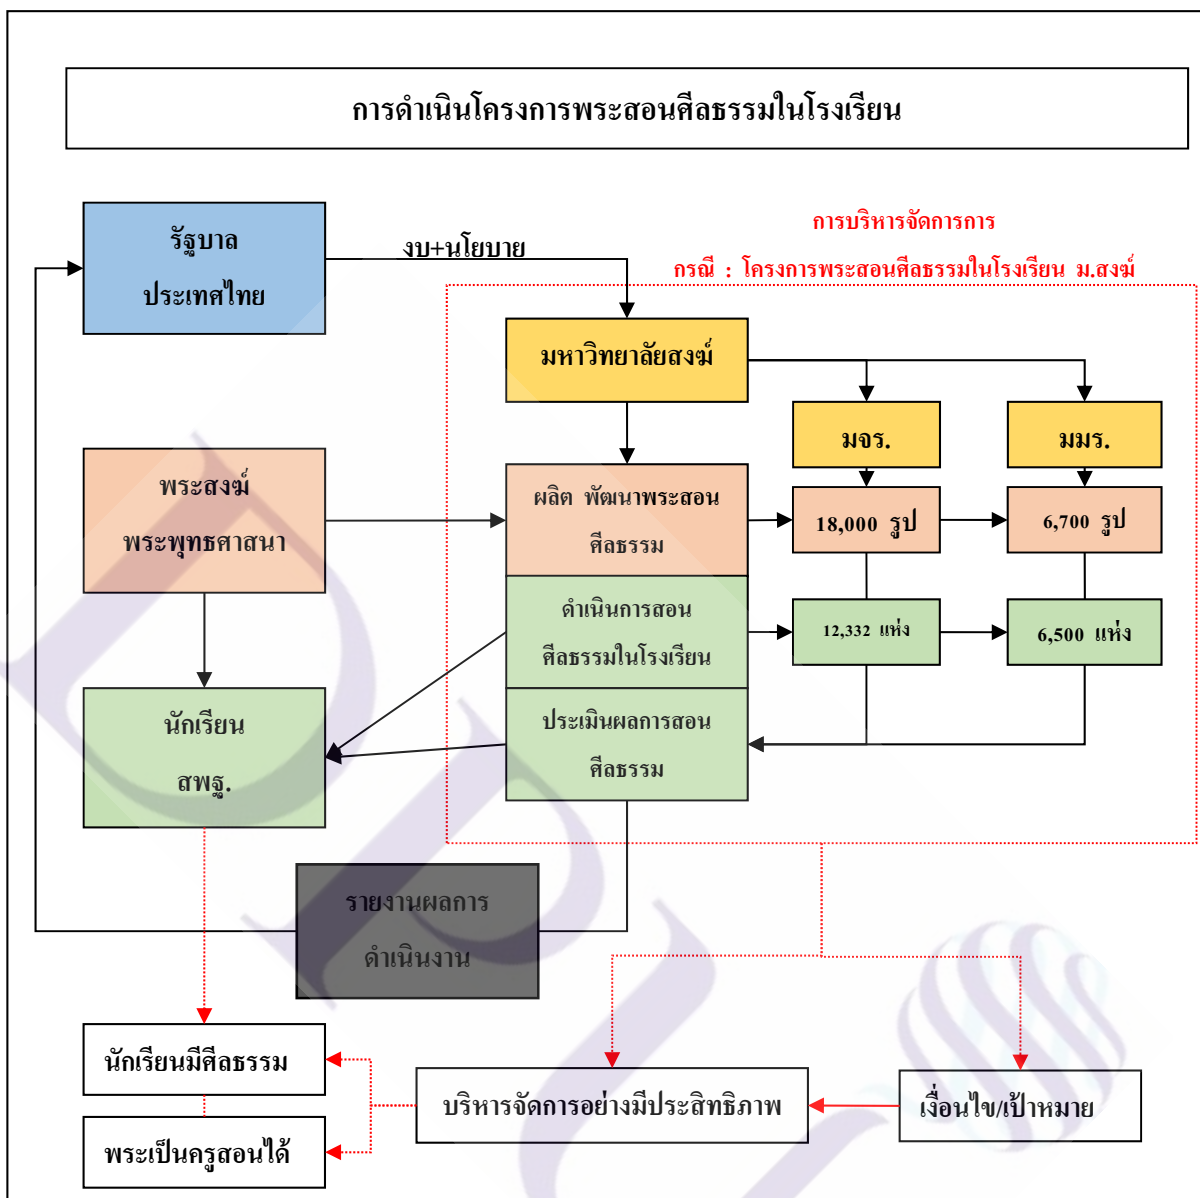 การดำเนินโครงการพระสอนศีลธรรมในโรงเรียน
รัฐบาล
ประเทศไทย
งบ+นโยบาย
การบริหารจัดการการ
กรณี : โครงการพระสอนศีลธรรมในโรงเรียน ม.สงฆ์
มหาวิทยาลัยสงฆ์
มจร.
มมร.
พระสงฆ์
พระพุทธศาสนา
ผลิต พัฒนาพระสอน
ศีลธรรม
18,000 รูป
6,700 รูป
ดำเนินการสอน
ศีลธรรมในโรงเรียน
12,332 แห่ง
6,500 แห่ง
นักเรียน
สพฐ.
ประเมินผลการสอน
ศีลธรรม
รายงานผลการ
ดำเนินงาน
นักเรียนมีศีลธรรม
บริหารจัดการอย่างมีประสิทธิภาพ
เงื่อนไข/เป้าหมาย
พระเป็นครูสอนได้
DPU